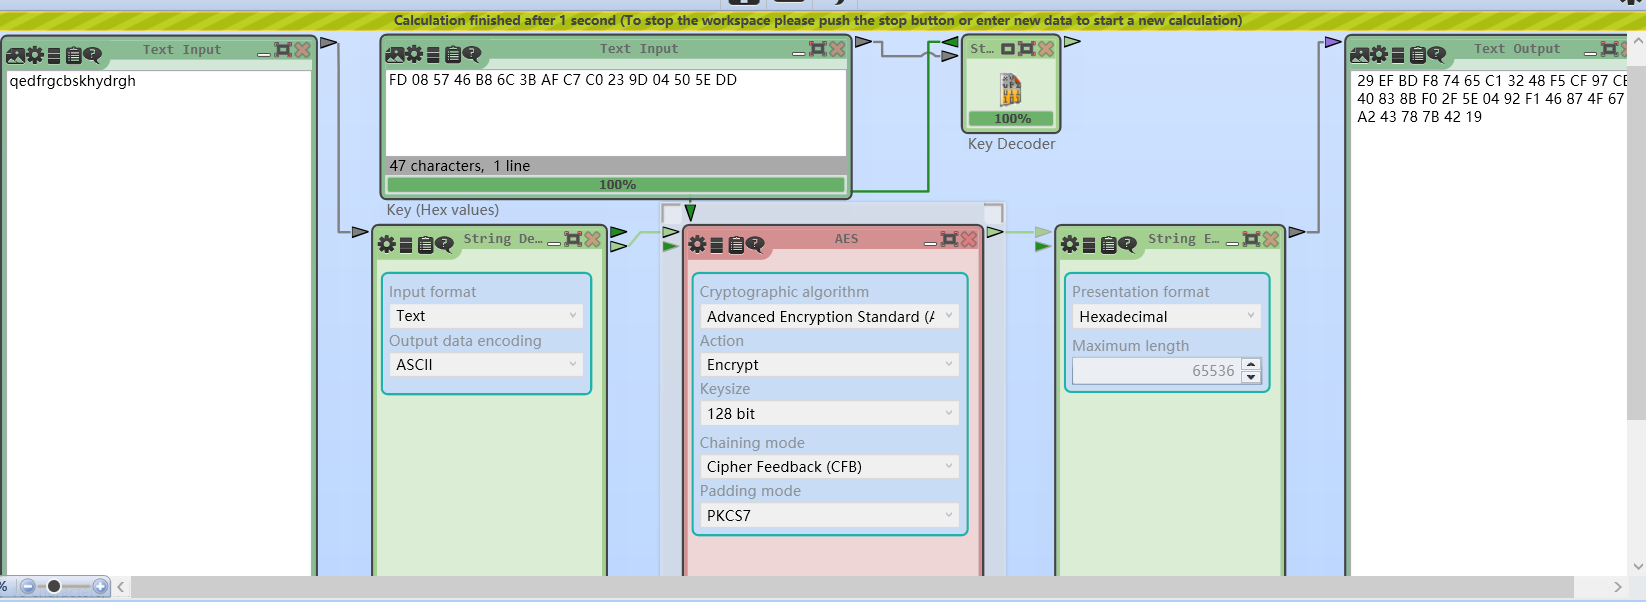 Calculation finished after 1 second (To stop the workspace please push the stop button or enter new data to start a new calculation)
Text Input
qedfrgcbskhydrgh
Text Input
FD 08 57 46 B8 6C 3B AF C7 C0 23 9D 04 50 5E DD
47 characters, 1 line
100%
Key (Hex values)
St...
100%
Key Decoder
Text Output
29 EF BD F8 74 65 C1 32 48 F5 CF 97 CE
40 83 8B F0 2F 5E 04 92 F1 46 87 4F 67
A2 43 78 7B 42 19
String De...
Input format
Text
Output data encoding
ASCII
AES
Cryptographic algorithm
Advanced Encryption Standard (A
Action
Encrypt
Keysize
128 bit
Chaining mode
Cipher Feedback (CFB)
Padding mode
PKCS7
String E...
Presentation format
Hexadecimal
Maximum length
65536
%